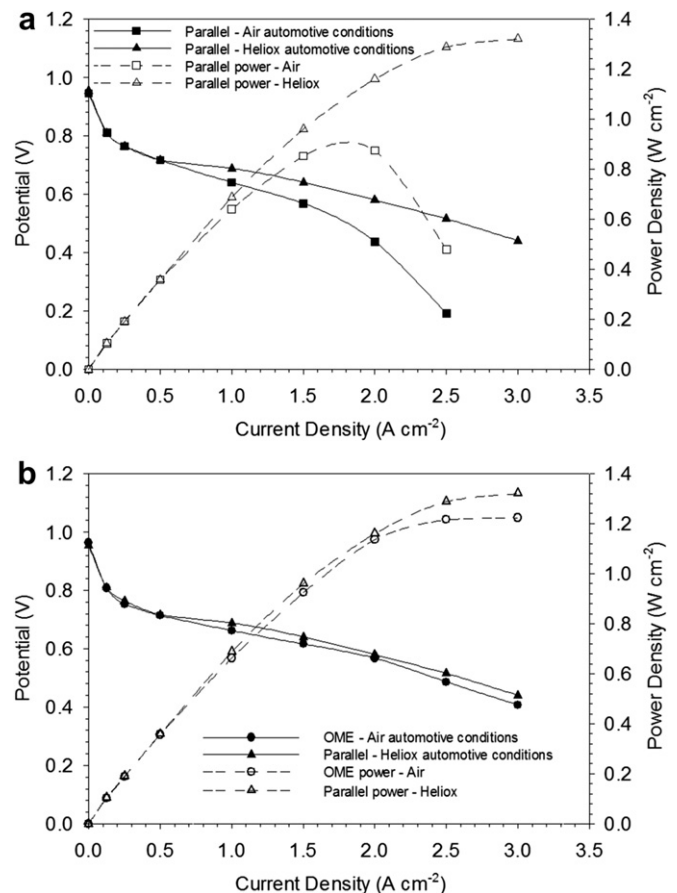 a
Parallel - Air automotive conditions
Parallel - Heliox automotive conditions
Parallel power - Air
Parallel power - Heliox
1.2
1.0
0.8
0.6
0.4
0.2
0.0
Potential (V)
1.4
1.2
1.0
0.8
0.6
0.4
0.2
0.0
Power Density (W cm-2)
0.0 0.5 1.0 1.5 2.0 2.5 3.0 3.5
Current Density (A cm-2)
b
1.2
1.0
0.8
0.6
0.4
0.2
0.0
Potential (V)
OME - Air automotive conditions
Parallel - Heliox automotive conditions
OME power - Air
Parallel power - Heliox
1.4
1.2
1.0
0.8
0.6
0.4
0.2
0.0
Power Density (W cm-2)
0.0 0.5 1.0 1.5 2.0 2.5 3.0 3.5
Current Density (A cm-2)